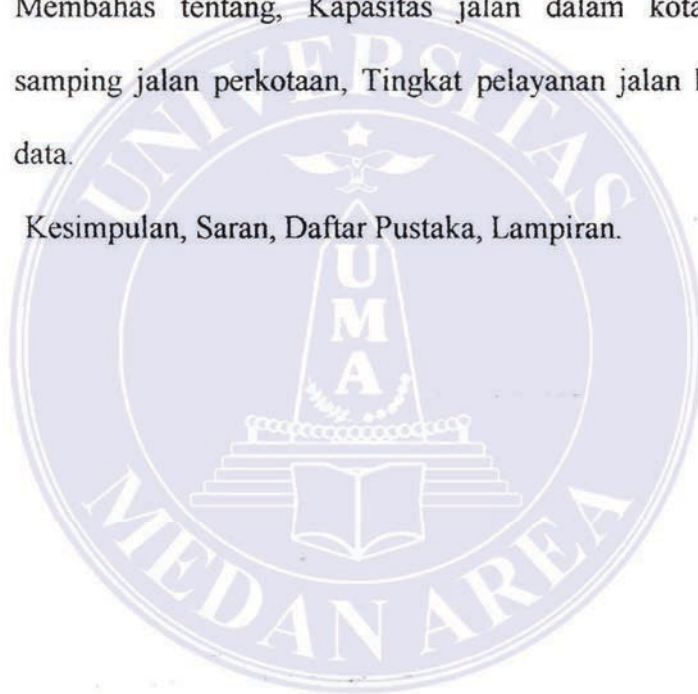 Membahas tentang, Kapasitas jalan dalam kota
samping jalan perkotaan, Tingkat pelayanan jalan
data.
Kesimpulan, Saran, Daftar Pustaka, Lampiran.
UNIVERSITAS
UMA
MEDAN AREA